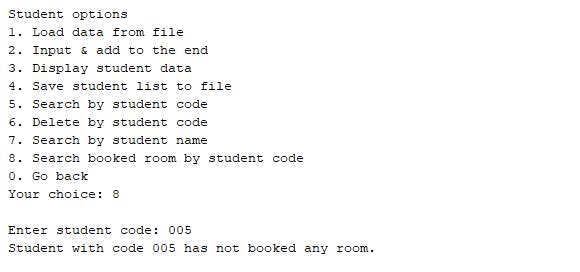 Student options
1. Load data from file
2. Input & add to the end
3. Display student data
4. Save student list to file
5. Search by student code
6. Delete by student code
7. Search by student name
8. Search booked room by student code
0. Go back
Your choice: 8
Enter student code: 005
Student with code 005 has not booked any room.